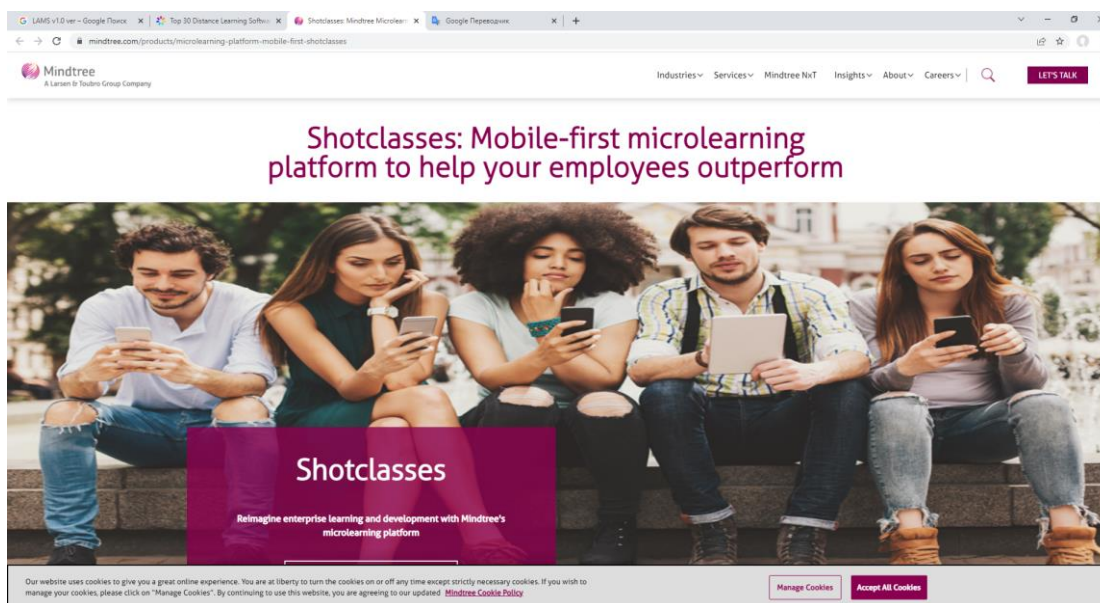 LAMS v1.0 ver – Google Поиск
Top 30 Distance Learning Softwa
Shotclasses: Mindtree Microlearn
Google Переводчик
mindtree.com/products/microlearning-platform-mobile-first-shotclasses
Mindtree
A Larsen & Toubro Group Company
Industries Services Mindtree NxT Insights About Careers LET'S TALK
Shotclasses: Mobile-first microlearning
platform to help your employees outperform
Shotclasses
Reimagine enterprise learning and development with Mindtree's
microlearning platform
Our website uses cookies to give you a great online experience. You are at liberty to turn the cookies on or off any time except strictly necessary cookies. If you wish to
manage your cookies, please click on "Manage Cookies". By continuing to use this website, you are agreeing to our updated Mindtree Cookie Policy
Manage Cookies Accept All Cookies